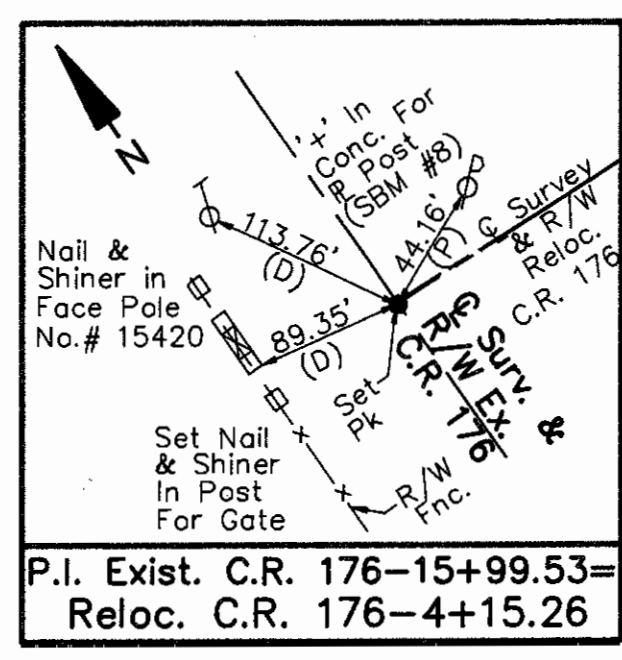 N
'+' In
Conc. For
℞ Post
(SBM #8)
113.76'
(D)
44.16'
(P)
℄ Survey
& R/W
Reloc.
C.R. 176
Nail &
Shiner in
Face Pole
No.# 15420
89.35'
(D)
Set
Pk
℄ Surv. &
R/W Ex.
C.R. 176
Set Nail
& Shiner
In Post
For Gate
R/W
Fnc.
P.I. Exist. C.R. 176-15+99.53=
Reloc. C.R. 176-4+15.26